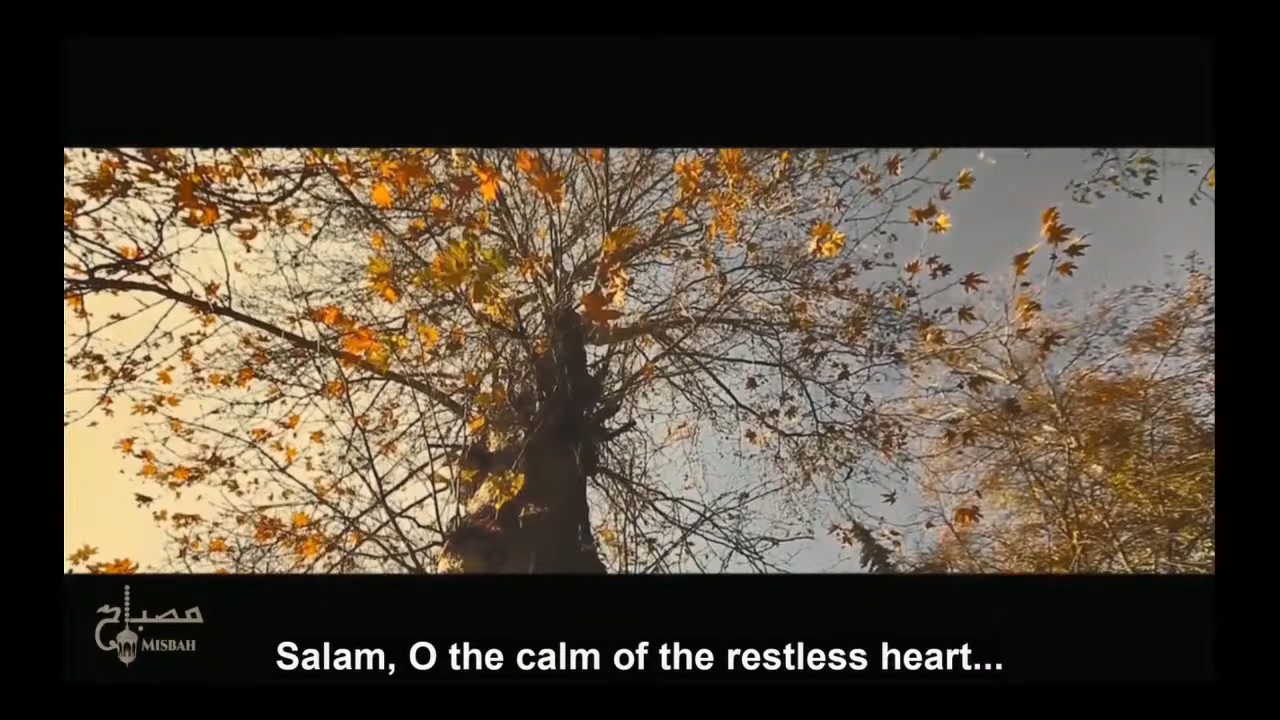 مصباح
MISBAH
Salam, O the calm of the restless heart...